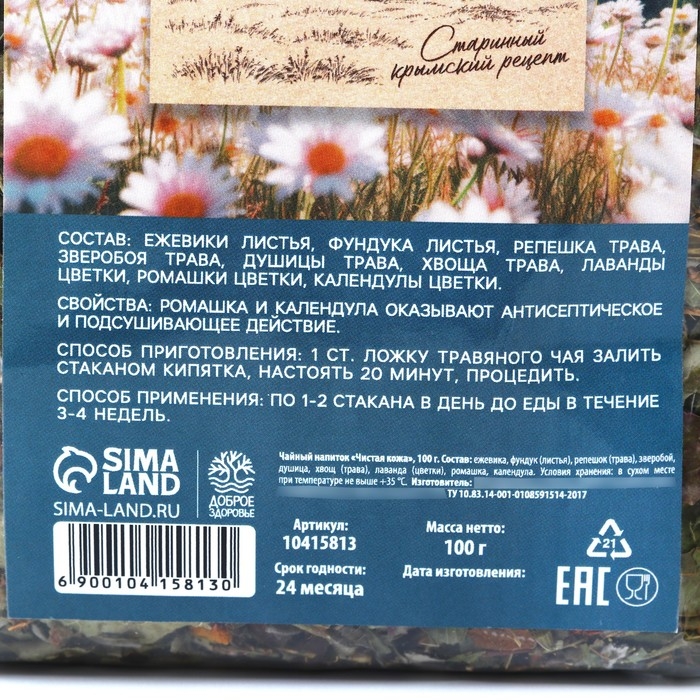 Старинный
крымский рецепт
СОСТАВ: ЕЖЕВИКИ ЛИСТЬЯ, ФУНДУКА ЛИСТЬЯ, РЕПЕШКА ТРАВА,
ЗВЕРОБОЯ ТРАВА, ДУШИЦЫ ТРАВА, ХВОЩА ТРАВА, ЛАВАНДЫ
ЦВЕТКИ, РОМАШКИ ЦВЕТКИ, КАЛЕНДУЛЫ ЦВЕТКИ.
СВОЙСТВА: РОМАШКА И КАЛЕНДУЛА ОКАЗЫВАЮТ АНТИСЕПТИЧЕСКОЕ
И ПОДСУШИВАЮЩЕЕ ДЕЙСТВИЕ.
СПОСОБ ПРИГОТОВЛЕНИЯ: 1 СТ. ЛОЖКУ ТРАВЯНОГО ЧАЯ ЗАЛИТЬ
СТАКАНОМ КИПЯТКА, НАСТОЯТЬ 20 МИНУТ, ПРОЦЕДИТЬ.
СПОСОБ ПРИМЕНЕНИЯ: ПО 1-2 СТАКАНА В ДЕНЬ ДО ЕДЫ В ТЕЧЕНИЕ
3-4 НЕДЕЛЬ.
SIMA
LAND
SIMA-LAND.RU
ДОБРОЕ
ЗДОРОВЬЕ
Чайный напиток «Чистая кожа», 100 г. Состав: ежевика, фундук (листья), репешок (трава), зверобой,
душица, хвощ (трава), лаванда (цветки), ромашка, календула. Условия хранения: в сухом месте
при температуре не выше +35 °C. Изготовитель:
ТУ 10.83.14-001-0108591514-2017
Артикул:
10415813
Масса нетто:
100 г
Срок годности:
24 месяца
Дата изготовления:
6 900104 158130
21
EAC